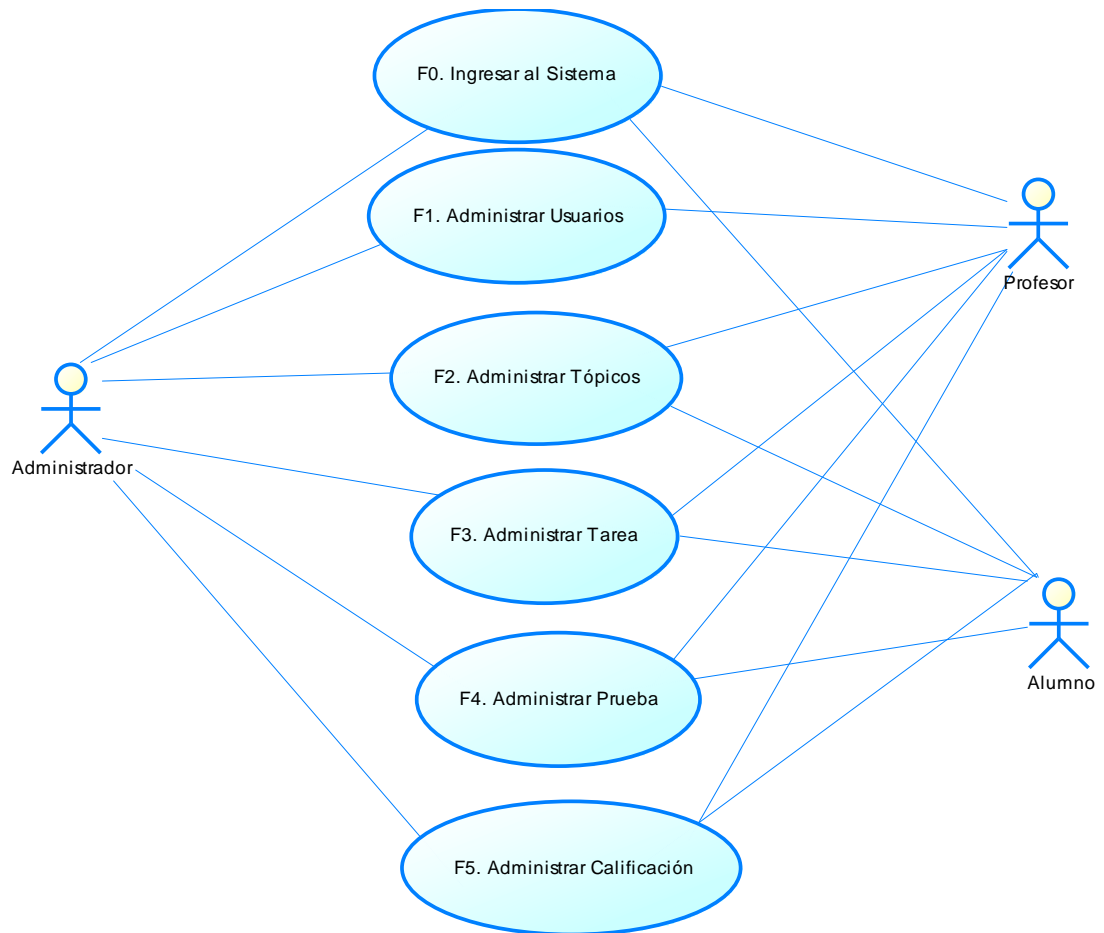 F0. Ingresar al Sistema
F1. Administrar Usuarios
Profesor
F2. Administrar Tópicos
Administrador
F3. Administrar Tarea
Alumno
F4. Administrar Prueba
F5. Administrar Calificación